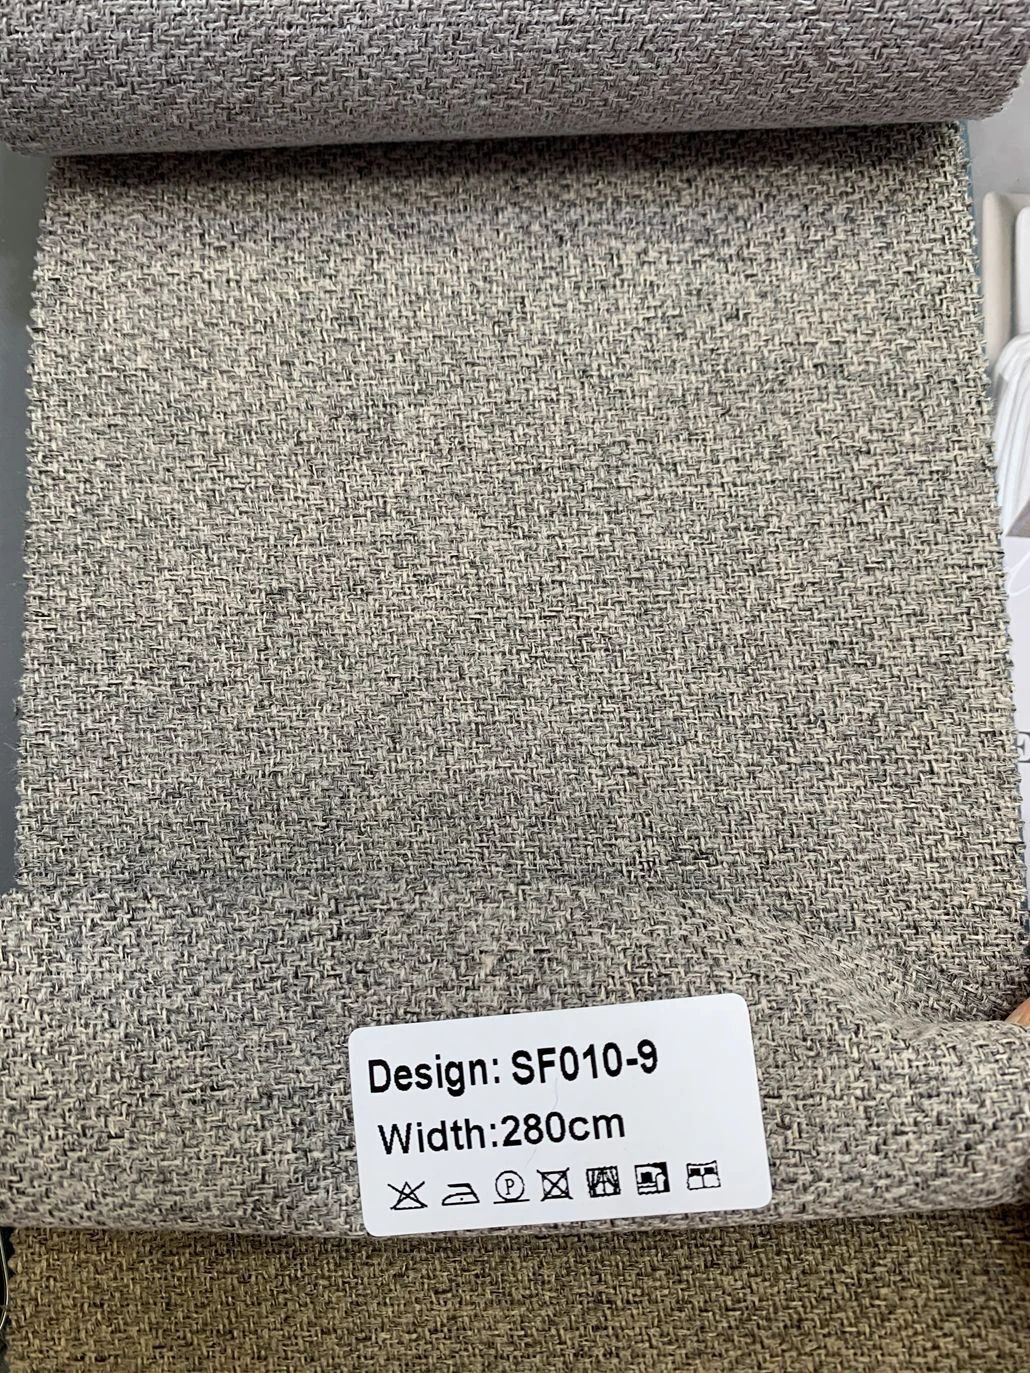 Design: SF010-9
Width:280cm
P
E